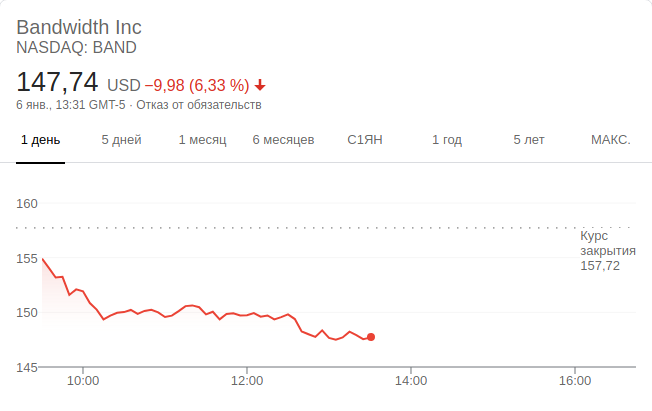 Bandwidth Inc
NASDAQ: BAND
147,74 USD −9,98 (6,33 %)
6 янв., 13:31 GMT-5 · Отказ от обязательств
1 день 5 дней 1 месяц 6 месяцев С1ЯН 1 год 5 лет МАКС.
160
Курс
закрытия
157,72
155
150
145
10:00 12:00 14:00 16:00